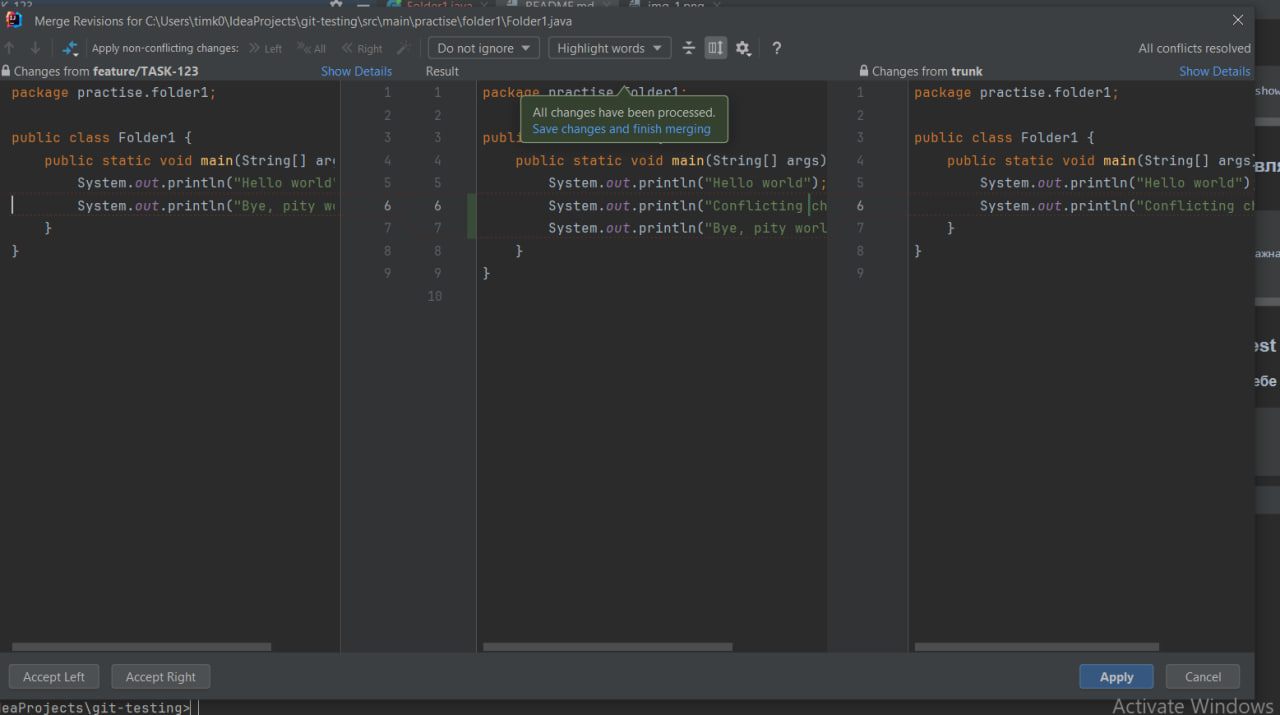 Folder1.java README.md img_1.png
Merge Revisions for C:\Users\timk0\IdeaProjects\git-testing\src\main\practise\folder1\Folder1.java
Apply non-conflicting changes: Left All Right Do not ignore Highlight words ? All conflicts resolved
Changes from feature/TASK-123 Show Details Result Changes from trunk Show Details
package practise.folder1;
1
2
public class Folder1 {
3
public static void main(String[] arg
4
System.out.println("Hello world"
5
System.out.println("Bye, pity wo
6
}
7
}
8
9
1
package practise.folder1;
2
3
publi
4
public static void main(String[] args)
5
System.out.println("Hello world");
6
System.out.println("Conflicting ch
7
System.out.println("Bye, pity worl
8
}
9
}
10
All changes have been processed.
Save changes and finish merging
1
package practise.folder1;
2
3
public class Folder1 {
4
public static void main(String[] args)
5
System.out.println("Hello world")
6
System.out.println("Conflicting ch
7
}
8
}
9
Accept Left Accept Right Apply Cancel
eaProjects\git-testing>
Activate Windows